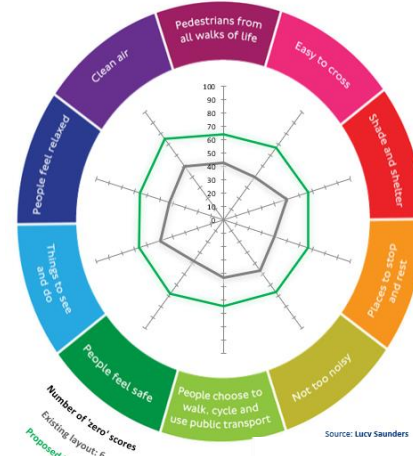 Pedestrians from
all walks of life
Easy to cross
Shade and shelter
Places to stop
and rest
Not too noisy
People choose to
walk, cycle and
use public transport
People feel safe
Things to see
and do
People feel relaxed
Clean air
100
90
80
70
60
50
40
30
20
10
0
Number of 'zero' scores
Existing layout: 6
Proposed
Source: Lucy Saunders